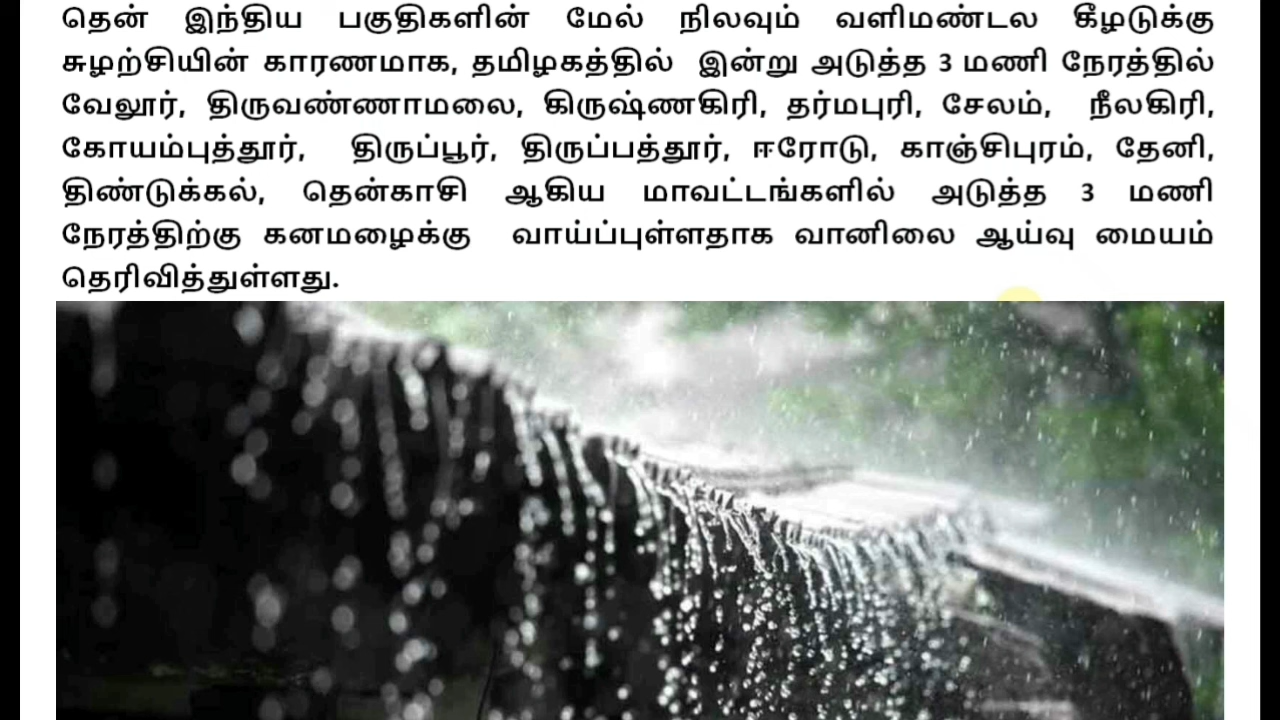 தென் இந்திய பகுதிகளின் மேல் நிலவும் வளிமண்டல கீழடுக்கு
சுழற்சியின் காரணமாக, தமிழகத்தில் இன்று அடுத்த 3 மணி நேரத்தில்
வேலூர், திருவண்ணாமலை, கிருஷ்ணகிரி, தர்மபுரி, சேலம், நீலகிரி,
கோயம்புத்தூர், திருப்பூர், திருப்பத்தூர், ஈரோடு, காஞ்சிபுரம், தேனி,
திண்டுக்கல், தென்காசி ஆகிய மாவட்டங்களில் அடுத்த 3 மணி
நேரத்திற்கு கனமழைக்கு வாய்ப்புள்ளதாக வானிலை ஆய்வு மையம்
தெரிவித்துள்ளது.